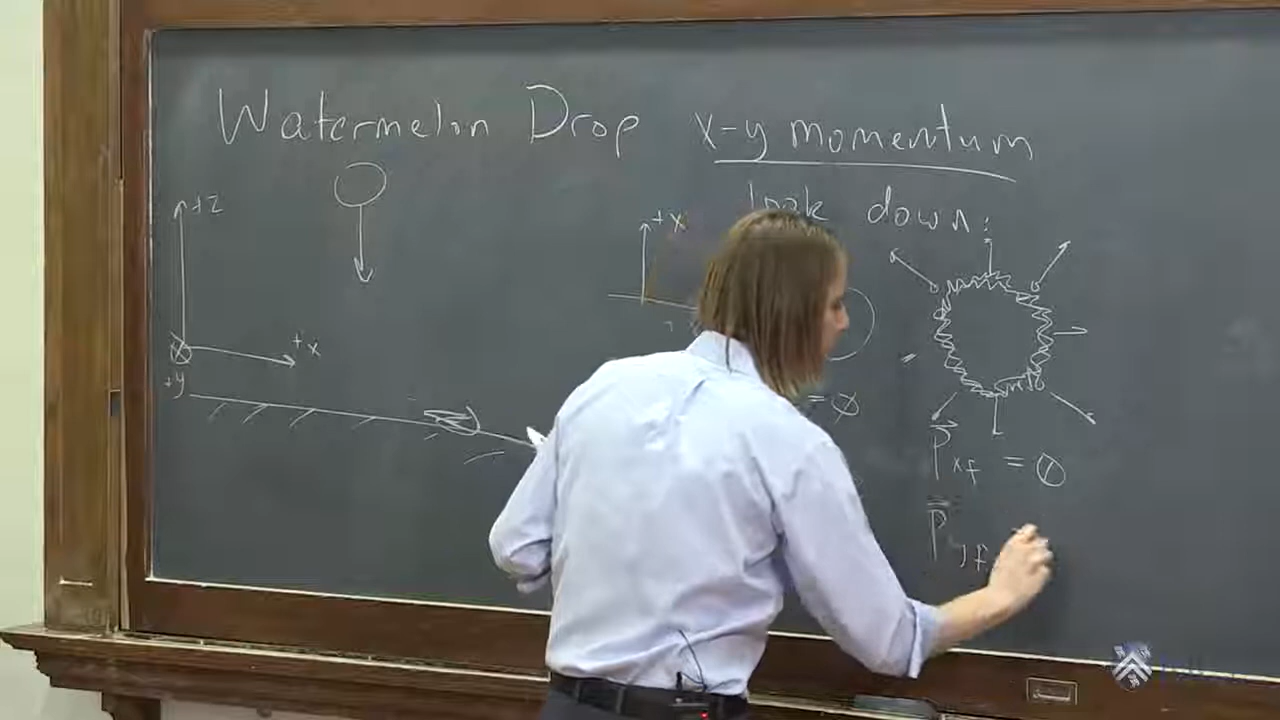 Watermelon Drop
x-y momentum
look down:
+z
+x
+y
+x
= 0
P⃗xf = 0
P⃗yf